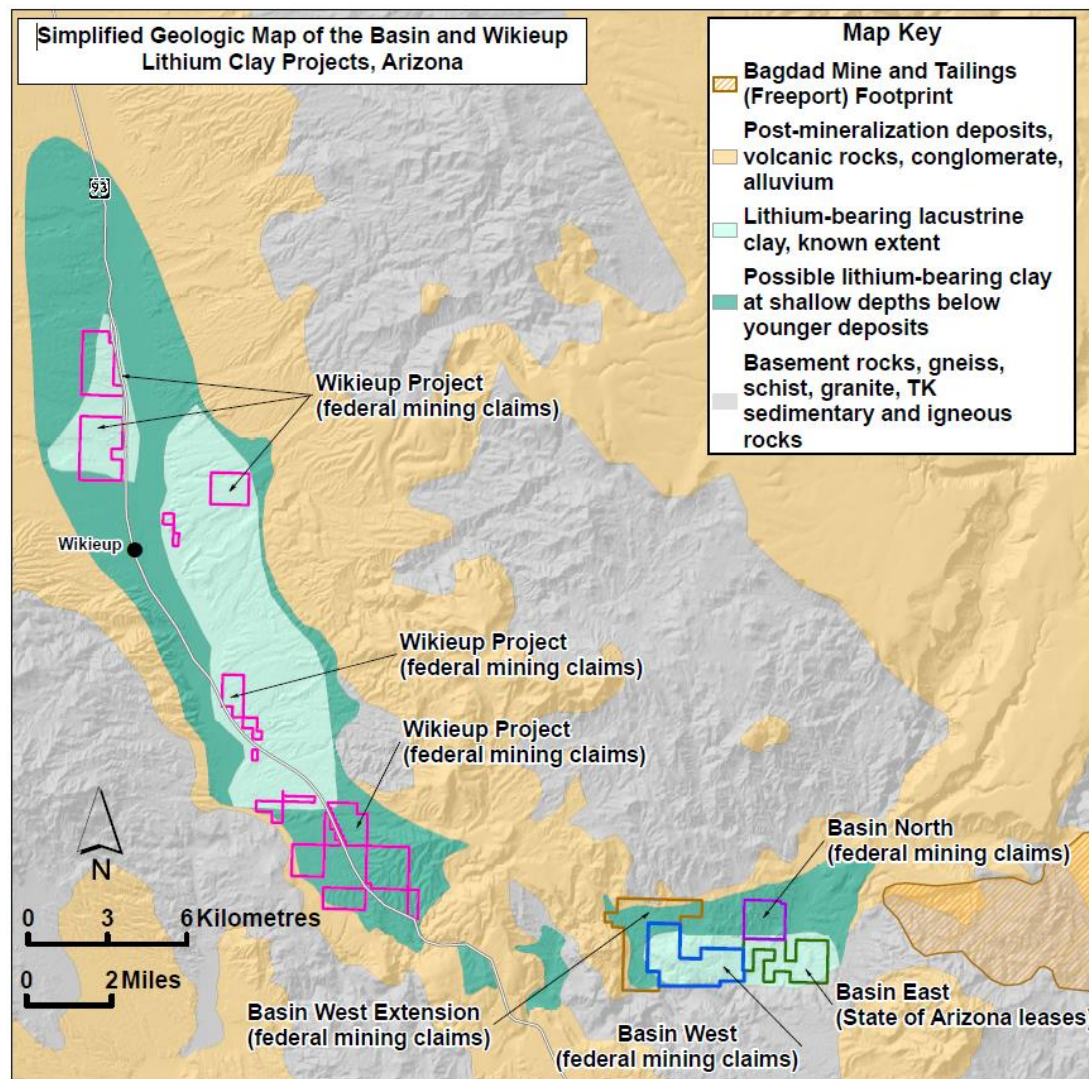 Simplified Geologic Map of the Basin and Wikieup
Lithium Clay Projects, Arizona
Map Key
Bagdad Mine and Tailings
(Freeport) Footprint
Post-mineralization deposits,
volcanic rocks, conglomerate,
alluvium
Lithium-bearing lacustrine
clay, known extent
Possible lithium-bearing clay
at shallow depths below
younger deposits
Basement rocks, gneiss,
schist, granite, TK
sedimentary and igneous
rocks
93
Wikieup Project
(federal mining claims)
Wikieup
Wikieup Project
(federal mining claims)
Wikieup Project
(federal mining claims)
Basin North
(federal mining claims)
N
0 3 6 Kilometres
0 2 Miles
Basin West Extension
(federal mining claims)
Basin West
(federal mining claims)
Basin East
(State of Arizona leases)